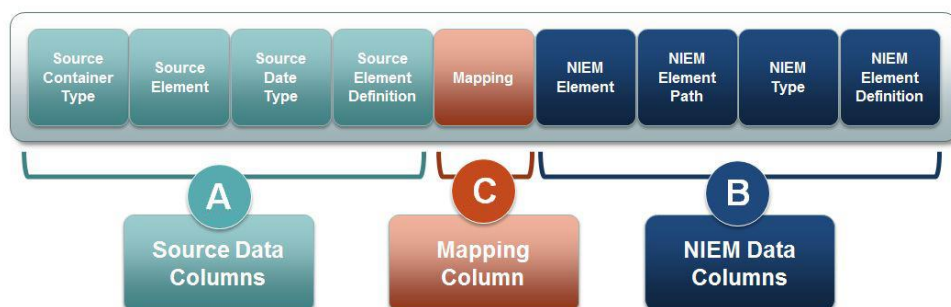 Source
Container
Type
Source
Element
Source
Date
Type
Source
Element
Definition
Mapping
NIEM
Element
NIEM
Element
Path
NIEM
Type
NIEM
Element
Definition
A
C
B
Source Data
Columns
Mapping
Column
NIEM Data
Columns